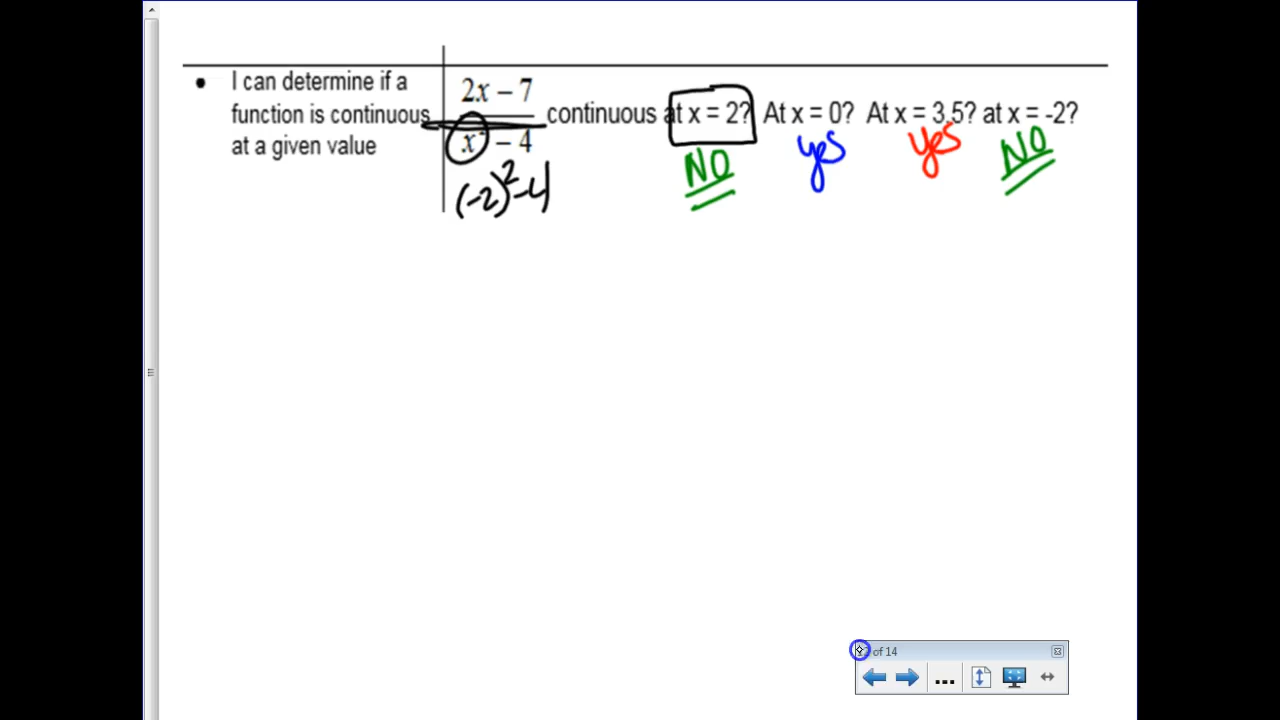 • I can determine if a
function is continuous
at a given value
2x – 7
x² – 4
continuous at x = 2? At x = 0? At x = 3.5? at x = -2?
NO yes yes NO
(-2)²-4
of 14
...